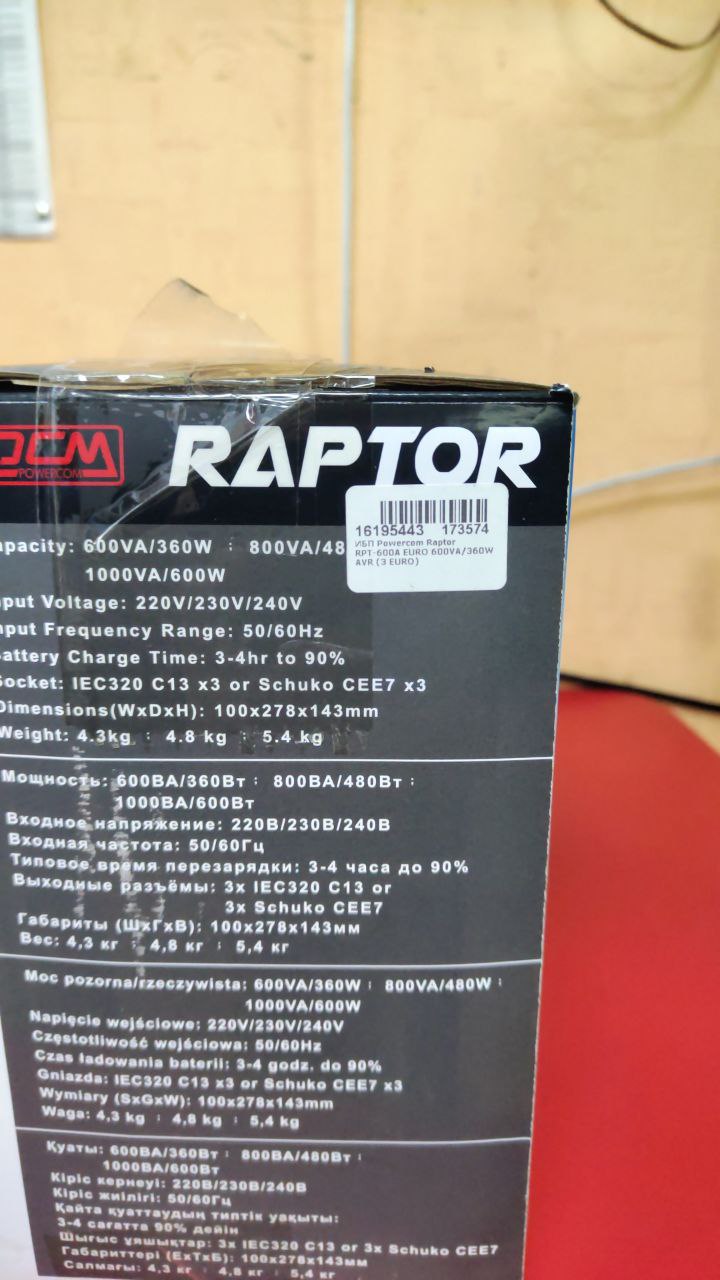 PCM
POWERCOM
RAPTOR
16195443 173574
ИБП Powercom Raptor
RPT-600A EURO 600VA/360W
AVR (3 EURO)
apacity: 600VA/360W ; 800VA/48
1000VA/600W
nput Voltage: 220V/230V/240V
nput Frequency Range: 50/60Hz
attery Charge Time: 3-4hr to 90%
Socket: IEC320 C13 x3 or Schuko CEE7 x3
Dimensions(WxDxH): 100x278x143mm
Weight: 4.3kg ; 4.8 kg ; 5.4 kg
Мощность: 600ВА/360Вт ; 800ВА/480Вт ;
1000ВА/600Вт
Входное напряжение: 220В/230В/240В
Входная частота: 50/60Гц
Типовое время перезарядки: 3-4 часа до 90%
Выходные разъёмы: 3x IEC320 C13 or
3x Schuko CEE7
Габариты (ШхГхВ): 100х278х143мм
Вес: 4,3 кг ; 4,8 кг ; 5,4 кг
Moc pozorna/rzeczywista: 600VA/360W ; 800VA/480W ;
1000VA/600W
Napięcie wejściowe: 220V/230V/240V
Częstotliwość wejściowa: 50/60Hz
Czas ładowania baterii: 3-4 godz. do 90%
Gniazda: IEC320 C13 x3 or Schuko CEE7 x3
Wymiary (SxGxW): 100x278x143mm
Waga: 4,3 kg ; 4,8 kg ; 5,4 kg
Қуаты: 600ВА/360Вт ; 800ВА/480Вт ;
1000ВА/600Вт
Кіріс кернеуі: 220В/230В/240В
Кіріс жиілігі: 50/60Гц
Қайта қуаттаудың типтік уақыты:
3-4 сағатта 90% дейін
Шығыс ұяшықтар: 3x IEC320 C13 or 3x Schuko CEE7
Габариттері (ЕхТхБ): 100х278х143мм
Салмағы: 4,3 кг ; 4,8 кг ; 5,4 кг